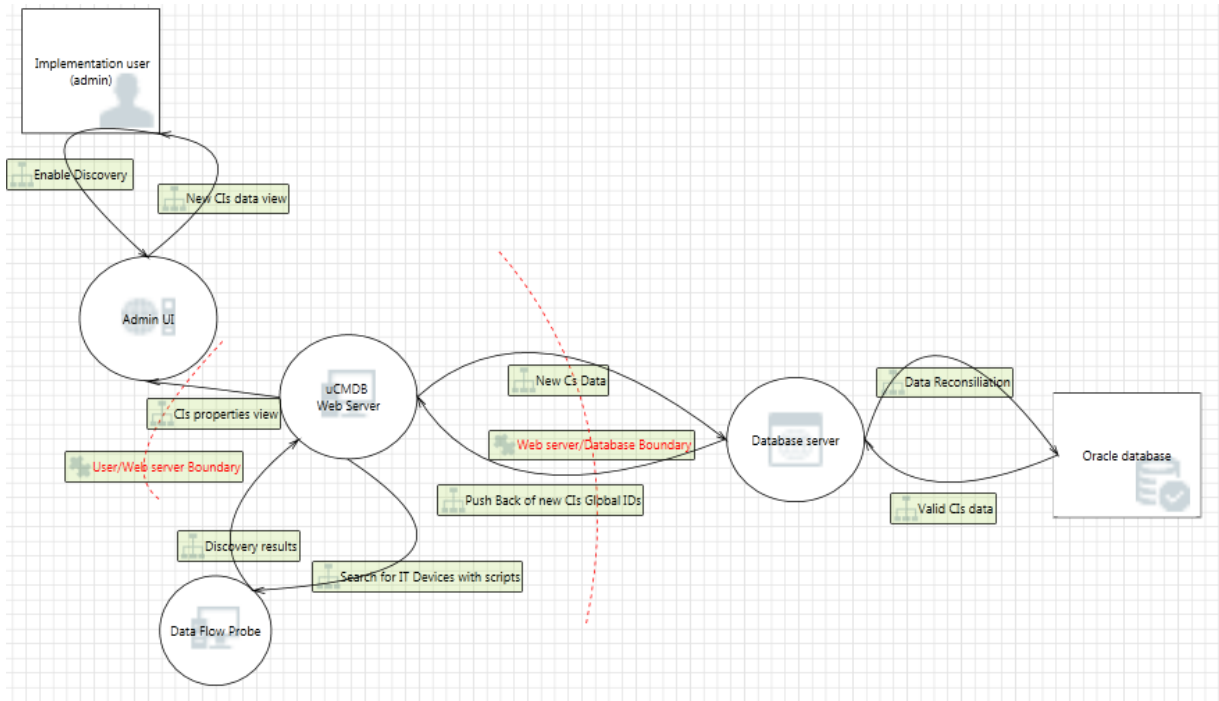 Implementation user
(admin)
Enable Discovery
New CIs data view
Admin UI
uCMDB
Web Server
New Cs Data
Data Reconsiliation
CIs properties view
Web server/Database Boundary
Database server
Oracle database
User/Web server Boundary
Push Back of new CIs Global IDs
Valid CIs data
Discovery results
Search for IT Devices with scripts
Data Flow Probe